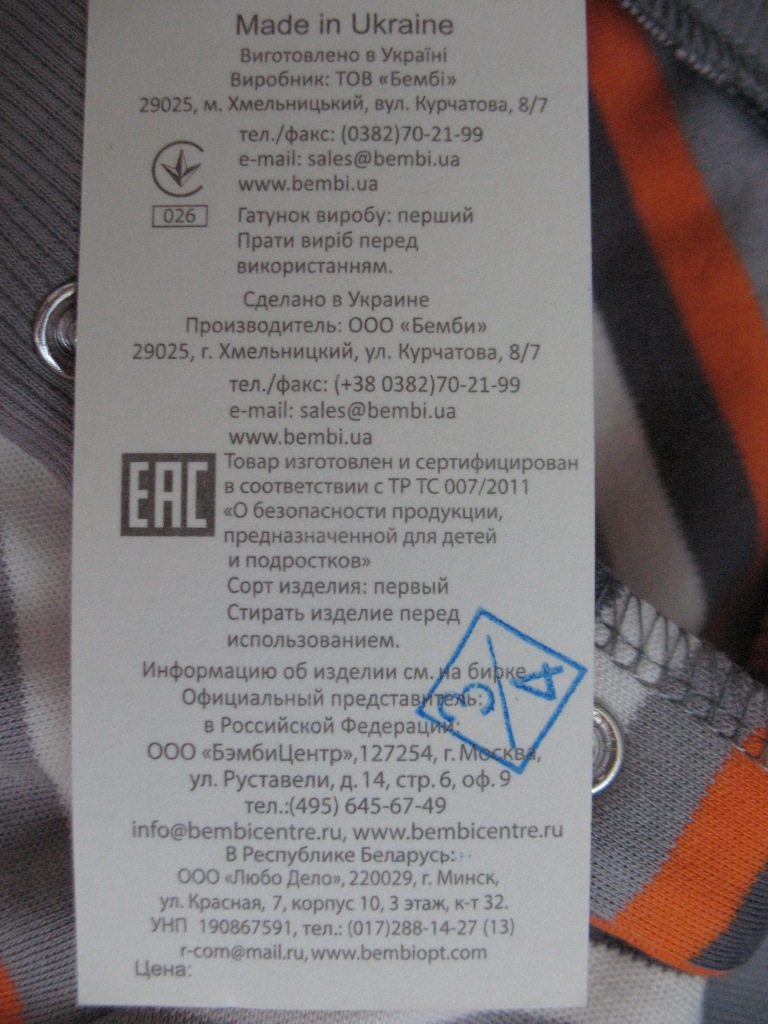 Made in Ukraine
Виготовлено в Україні
Виробник: ТОВ «Бембі»
29025, м. Хмельницький, вул. Курчатова, 8/7
тел./факс: (0382)70-21-99
e-mail: sales@bembi.ua
www.bembi.ua
026
Гатунок виробу: перший
Прати виріб перед
використанням.
Сделано в Украине
Производитель: ООО «Бемби»
29025, г. Хмельницкий, ул. Курчатова, 8/7
тел./факс: (+38 0382)70-21-99
e-mail: sales@bembi.ua
www.bembi.ua
EAC
Товар изготовлен и сертифицирован
в соответствии с ТР ТС 007/2011
«О безопасности продукции,
предназначенной для детей
и подростков»
Сорт изделия: первый
Стирать изделие перед
использованием.
Информацию об изделии см. на бирке
Официальный представитель:
в Российской Федерации:
ООО «БэмбиЦентр»,127254, г. Москва,
ул. Руставели, д.14, стр. 6, оф. 9
тел.:(495) 645-67-49
info@bembicentre.ru, www.bembicentre.ru
В Республике Беларусь:
ООО «Любо Дело», 220029, г. Минск,
ул. Красная, 7, корпус 10, 3 этаж, к-т 32.
УНП 190867591, тел.: (017)288-14-27 (13)
r-com@mail.ru, www.bembiopt.com
Цена: